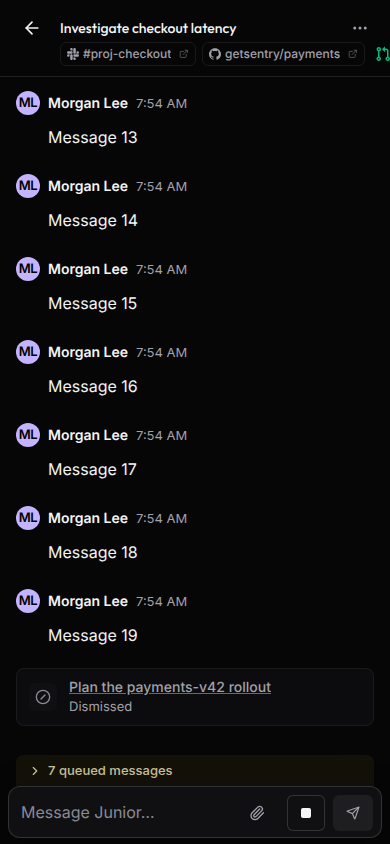 Investigate checkout latency
#proj-checkout getsentry/payments
ML Morgan Lee 7:54 AM
Message 13
ML Morgan Lee 7:54 AM
Message 14
ML Morgan Lee 7:54 AM
Message 15
ML Morgan Lee 7:54 AM
Message 16
ML Morgan Lee 7:54 AM
Message 17
ML Morgan Lee 7:54 AM
Message 18
ML Morgan Lee 7:54 AM
Message 19
Plan the payments-v42 rollout
Dismissed
7 queued messages
Message Junior...